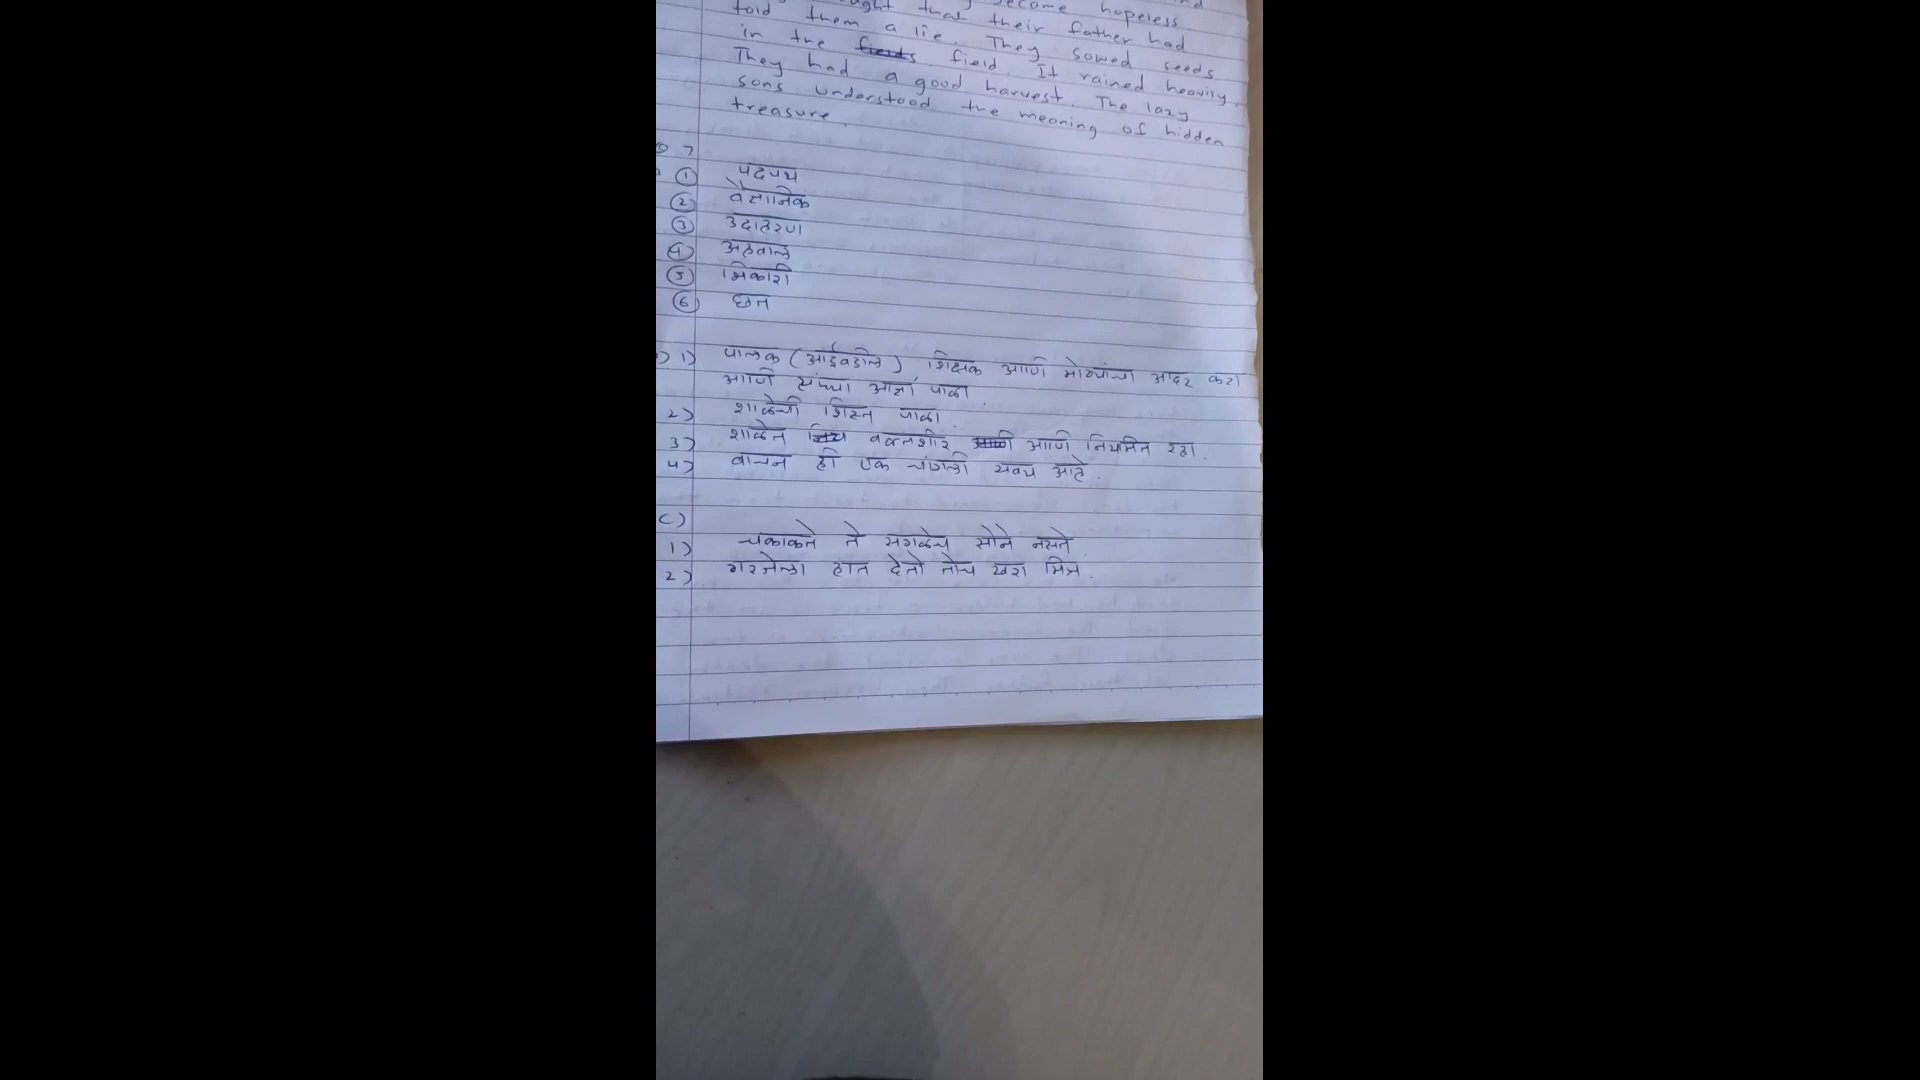 become hopeless
that their father had
told them a lie. They sowed seeds
in the field. It rained heavily.
They had a good harvest. The lazy
sons understood the meaning of hidden
treasure.
7
① पदपथ
② वैज्ञानिक
③ उदाहरण
④ अहवाल
⑤ भिकारी
⑥ छत
1) पालक (आईवडील), शिक्षक आणि मोठ्यांचा आदर करा
आणि आज्ञा पाळा.
2) शाळेची शिस्त पाळा.
3) शाळेत वक्तशीर आणि नियमित रहा.
4) वाचन ही एक चांगली सवय आहे.
C)
1) चकाकते ते सगळेच सोने नसते.
2) गरजेला हात देतो तोच खरा मित्र.